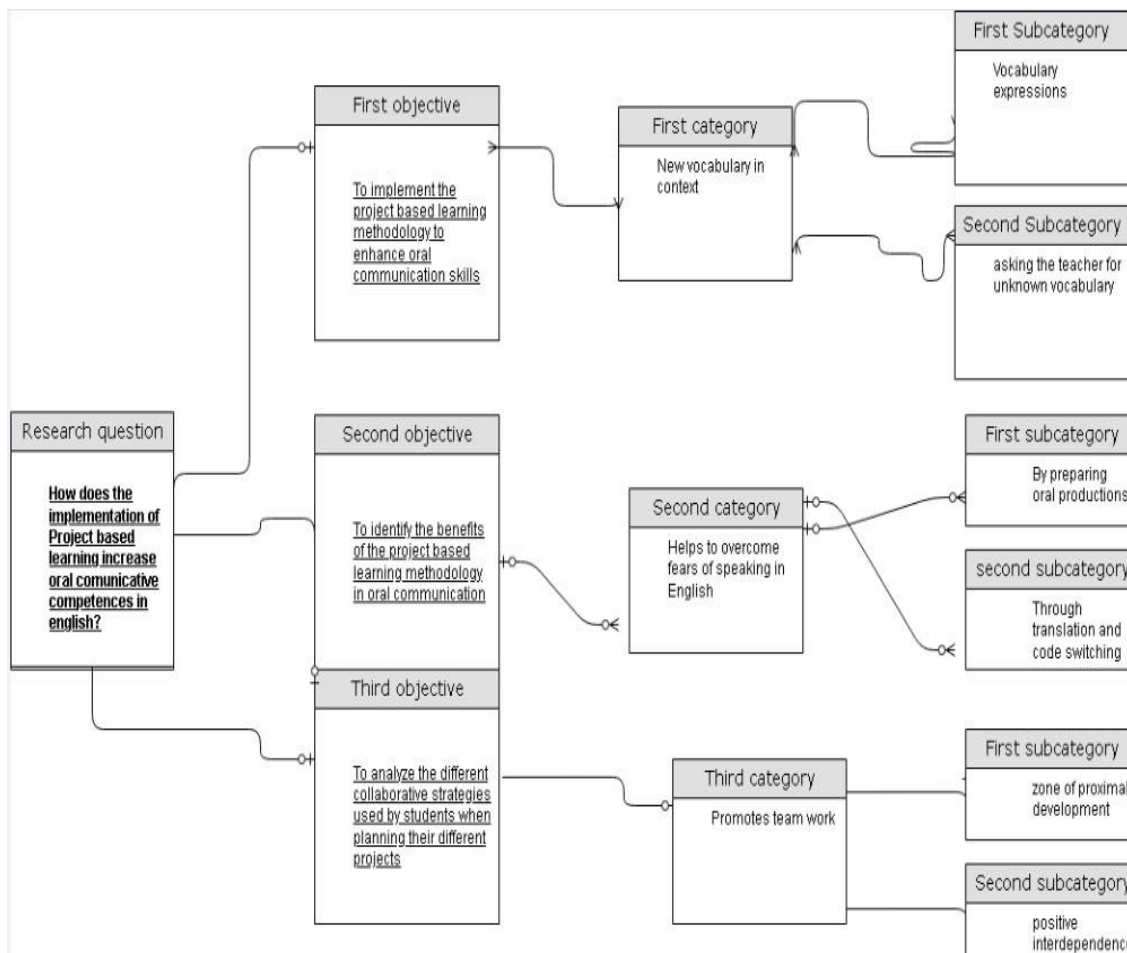 First Subcategory
Vocabulary
expressions
First objective
To implement the
project based learning
methodology to
enhance oral
communication skills
First category
New vocabulary in
context
Second Subcategory
asking the teacher for
unknown vocabulary
Research question
How does the
implementation of
Project based
learning increase
oral comunicative
competences in
english?
Second objective
To identify the benefits
of the project based
learning methodology
in oral communication
Second category
Helps to overcome
fears of speaking in
English
First subcategory
By preparing
oral productions
second subcategory
Through
translation and
code switching
Third objective
To analyze the different
collaborative strategies
used by students when
planning their different
projects
Third category
Promotes team work
First subcategory
zone of proximal
development
Second subcategory
positive
interdependence